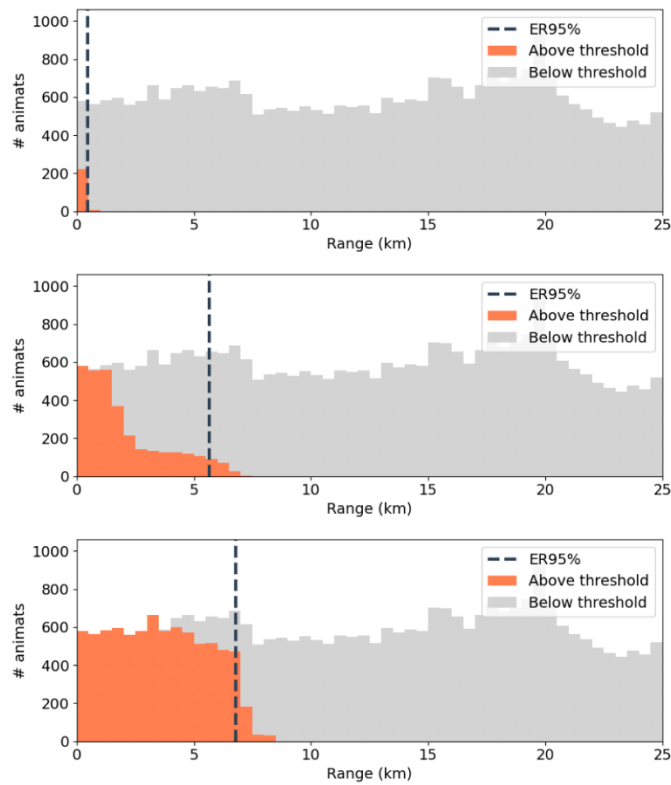 1000
800
600
400
200
0
# animats
ER95%
Above threshold
Below threshold
0 5 10 15 20 25
Range (km)
1000
800
600
400
200
0
# animats
ER95%
Above threshold
Below threshold
0 5 10 15 20 25
Range (km)
1000
800
600
400
200
0
# animats
ER95%
Above threshold
Below threshold
0 5 10 15 20 25
Range (km)